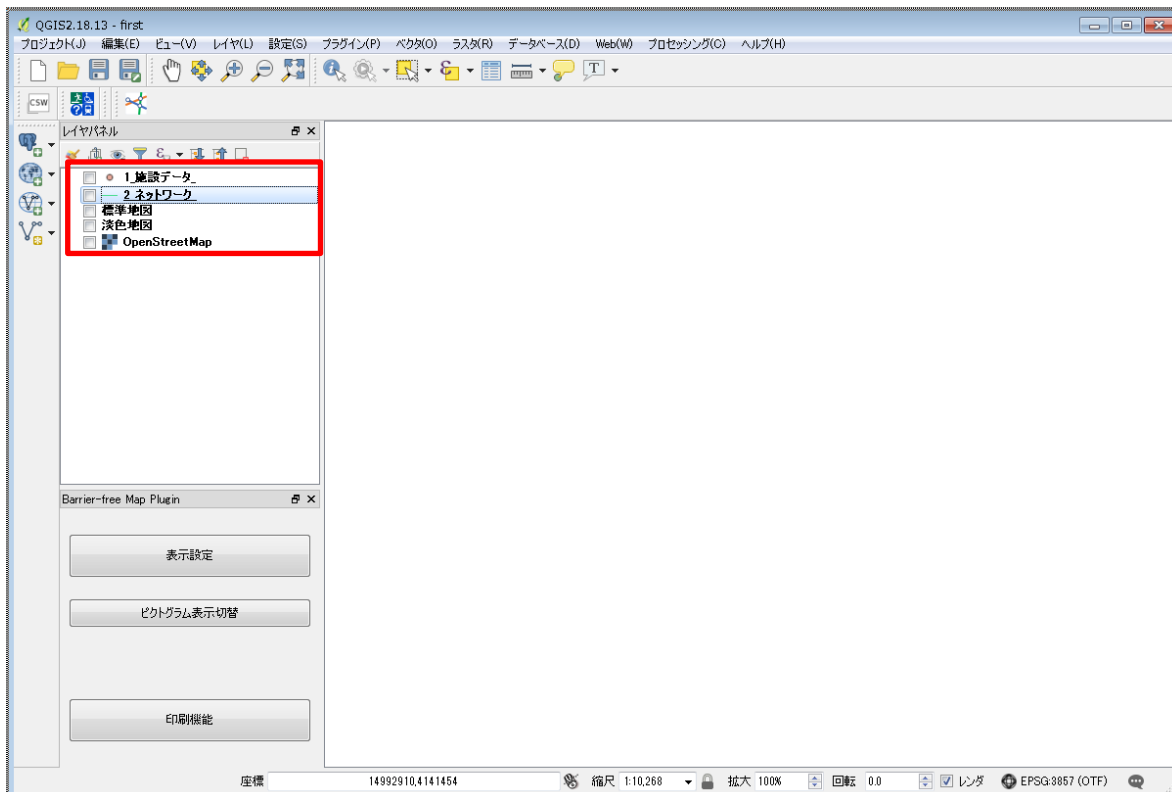 QGIS2.18.13 - first
プロジェクト(J) 編集(E) ビュー(V) レイヤ(L) 設定(S) プラグイン(P) ベクタ(O) ラスタ(R) データベース(D) Web(W) プロセッシング(C) ヘルプ(H)
CSW
レイヤパネル
1_施設データ_
2_ネットワーク_
標準地図
淡色地図
OpenStreetMap
Barrier-free Map Plugin
表示設定
ピクトグラム表示切替
印刷機能
座標 14992910,4141454 縮尺 1:10,268 拡大 100% 回転 0.0 レンダ EPSG:3857 (OTF)